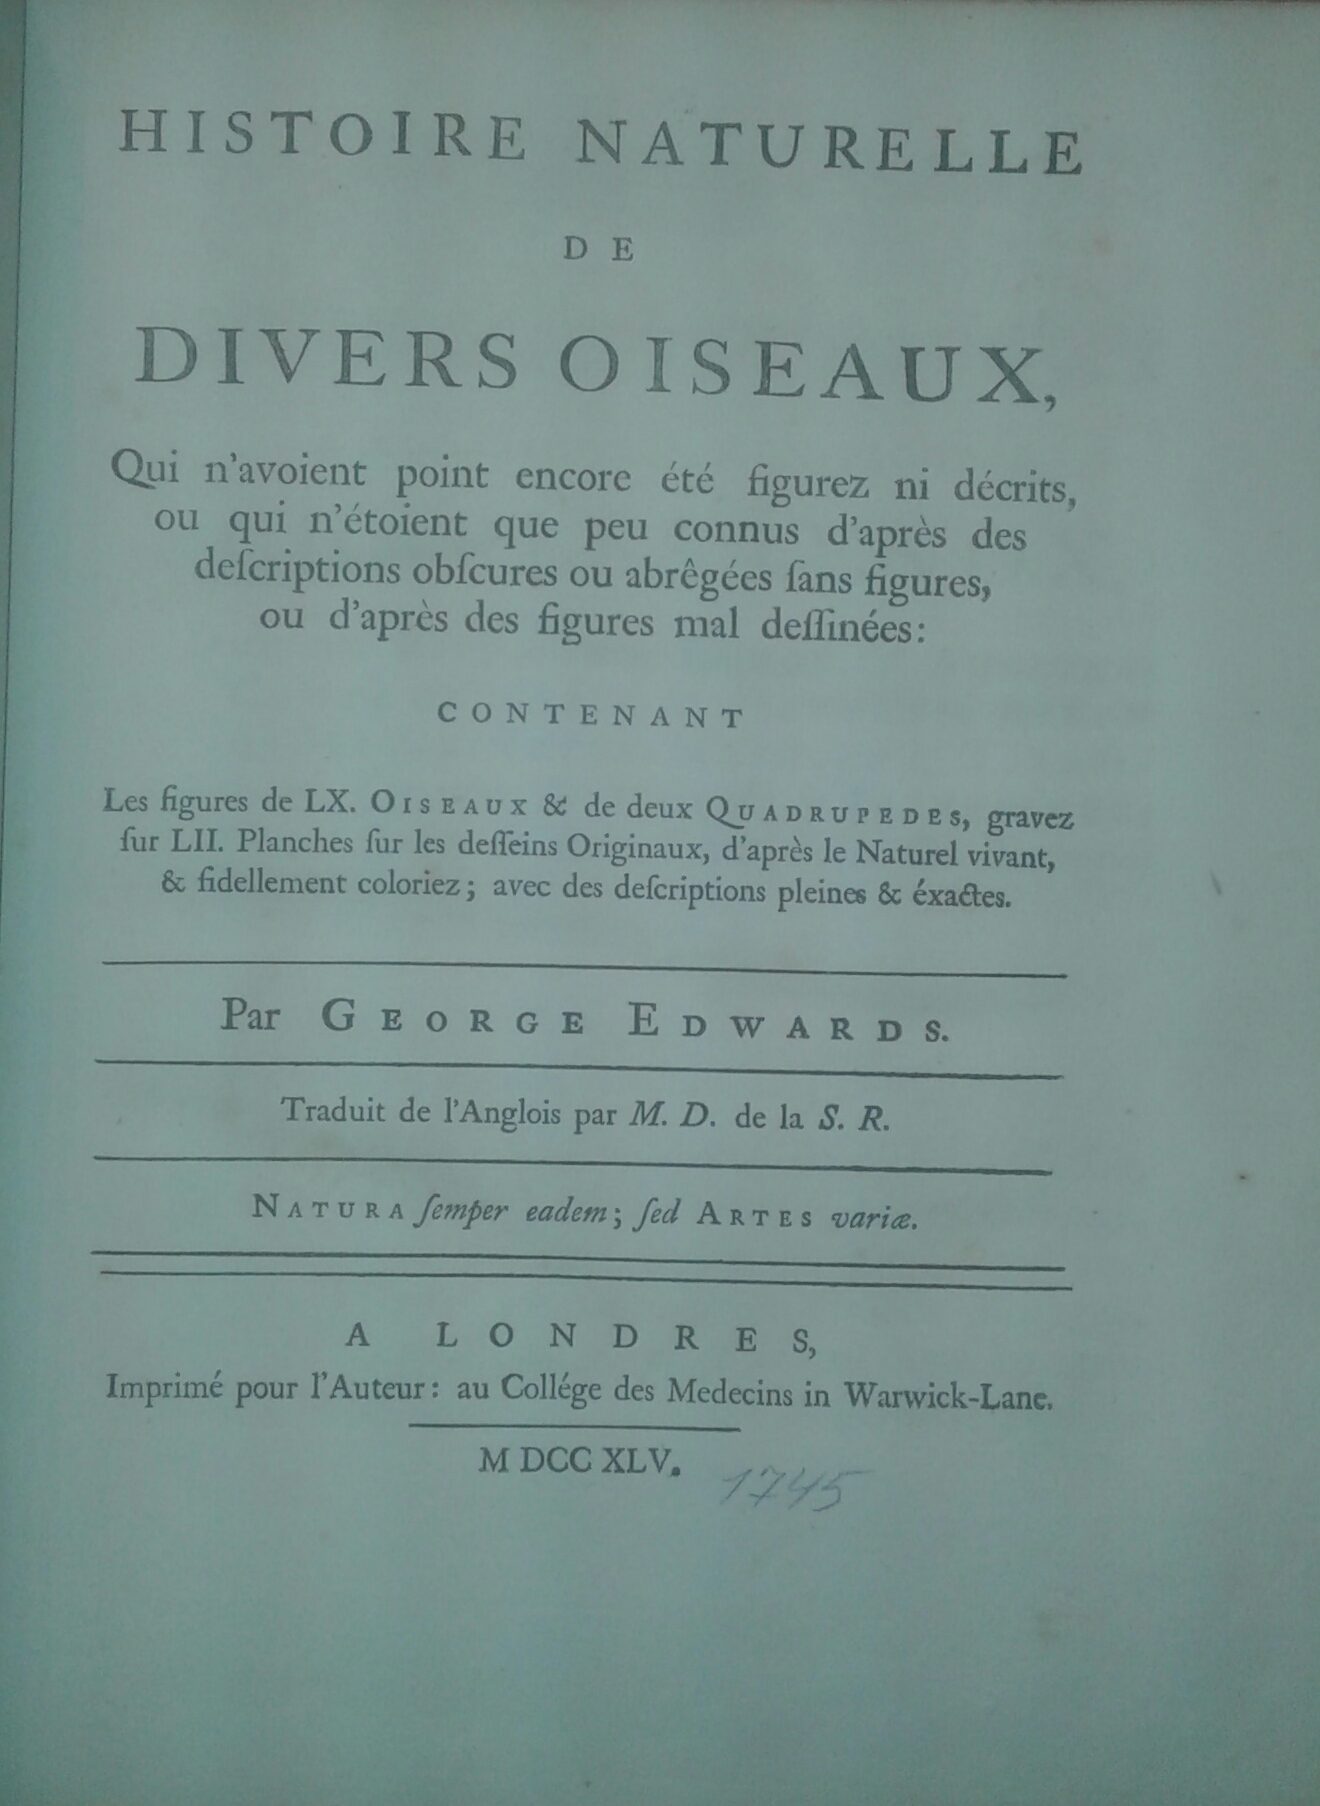 HISTOIRE NATURELLE
DE
DIVERS OISEAUX,
Qui n'avoient point encore été figurez ni décrits,
ou qui n'étoient que peu connus d'après des
deſcriptions obſcures ou abrêgées ſans figures,
ou d'après des figures mal deſſinées:
CONTENANT
Les figures de LX. OISEAUX & de deux QUADRUPEDES, gravez
ſur LII. Planches ſur les deſſeins Originaux, d'après le Naturel vivant,
& fidellement coloriez; avec des deſcriptions pleines & éxactes.
Par GEORGE EDWARDS.
Traduit de l'Anglois par M. D. de la S. R.
NATURA ſemper eadem; ſed ARTES variæ.
A LONDRES,
Imprimé pour l'Auteur: au Collége des Medecins in Warwick-Lane.
M DCC XLV.
1745